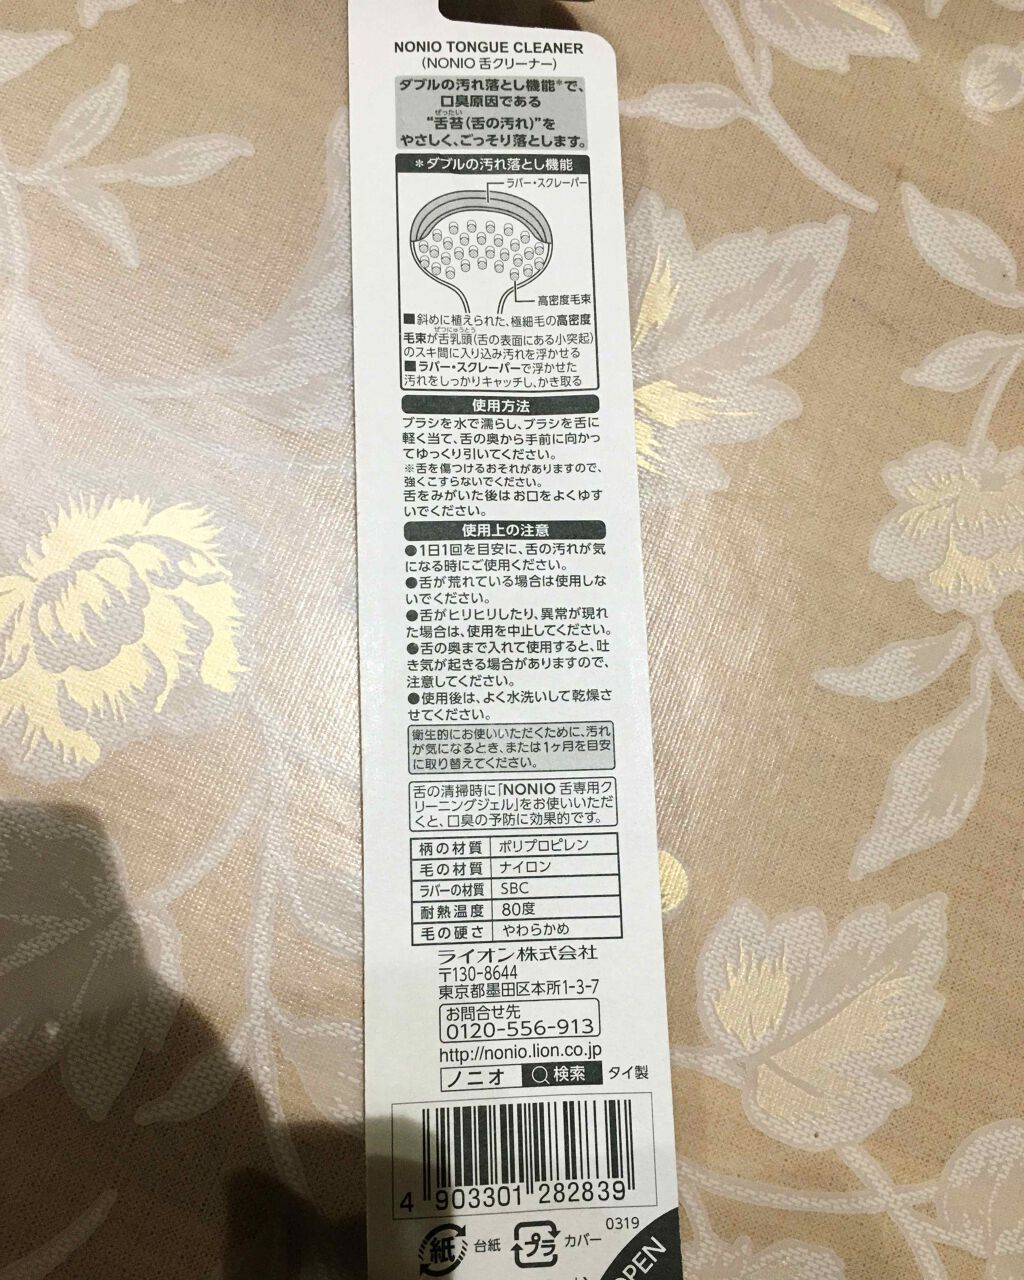 NONIO TONGUE CLEANER
(NONIO 舌クリーナー)
ダブルの汚れ落とし機能*で、
口臭原因である
ぜったい
"舌苔(舌の汚れ)"を
やさしく、ごっそり落とします。
*ダブルの汚れ落とし機能
ラバー・スクレーパー
高密度毛束
■斜めに植えられた、極細毛の高密度
ぜつにゅうとう
毛束が舌乳頭(舌の表面にある小突起)
のスキ間に入り込み汚れを浮かせる
■ラバー・スクレーパーで浮かせた
汚れをしっかりキャッチし、かき取る
使用方法
ブラシを水で濡らし、ブラシを舌に
軽く当て、舌の奥から手前に向かっ
てゆっくり引いてください。
※舌を傷つけるおそれがありますので、
強くこすらないでください。
舌をみがいた後はお口をよくゆす
いでください。
使用上の注意
●1日1回を目安に、舌の汚れが気
になる時にご使用ください。
●舌が荒れている場合は使用しな
いでください。
●舌がヒリヒリしたり、異常が現れ
た場合は、使用を中止してください。
●舌の奥まで入れて使用すると、吐
き気が起きる場合がありますので、
注意してください。
●使用後は、よく水洗いして乾燥さ
せてください。
衛生的にお使いいただくために、汚れ
が気になるとき、または1ヶ月を目安
に取り替えてください。
舌の清掃時に「NONIO 舌専用ク
リーニングジェル」をお使いいただ
くと、口臭の予防に効果的です。
柄の材質 ポリプロピレン
毛の材質 ナイロン
ラバーの材質 SBC
耐熱温度 80度
毛の硬さ やわらかめ
ライオン株式会社
〒130-8644
東京都墨田区本所1-3-7
お問合せ先
0120-556-913
http://nonio.lion.co.jp
ノニオ 検索 タイ製
4 903301 282839
0319
紙 台紙 プラ カバー
OPEN